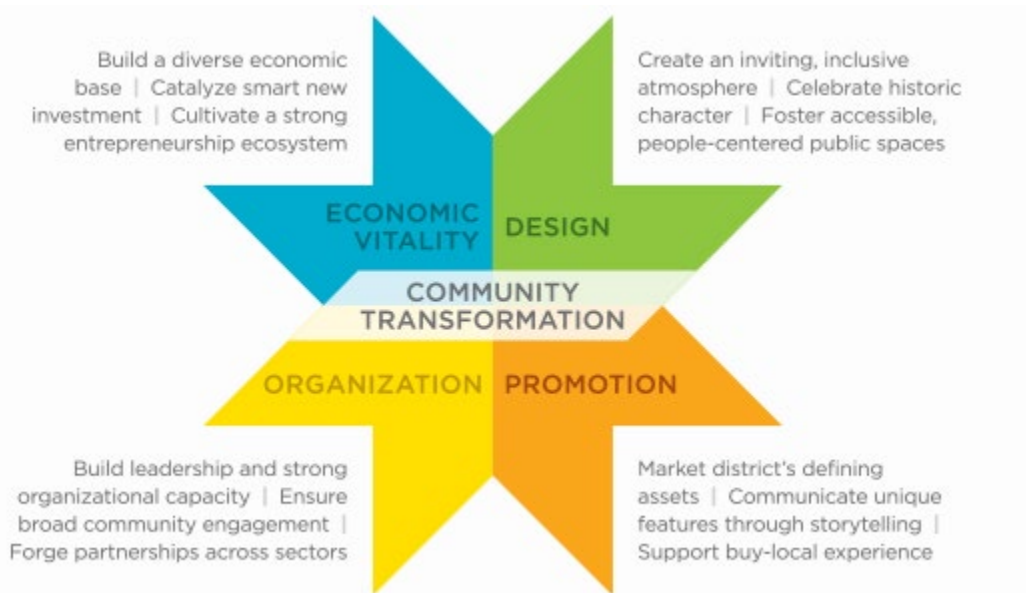 Build a diverse economic
base | Catalyze smart new
investment | Cultivate a strong
entrepreneurship ecosystem
Create an inviting, inclusive
atmosphere | Celebrate historic
character | Foster accessible,
people-centered public spaces
ECONOMIC
VITALITY
DESIGN
COMMUNITY
TRANSFORMATION
ORGANIZATION
PROMOTION
Build leadership and strong
organizational capacity | Ensure
broad community engagement |
Forge partnerships across sectors
Market district's defining
assets | Communicate unique
features through storytelling |
Support buy-local experience